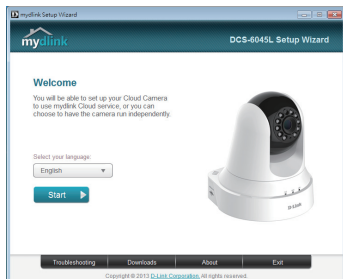 mydlink Setup Wizard
mydlink
DCS-6045L Setup Wizard
Welcome
You will be able to set up your Cloud Camera
to use mydlink Cloud service, or you can
choose to have the camera run independently.
Select your language:
English
Start
D-Link
Troubleshooting
Downloads
About
Exit
Copyright © 2013 D-Link Corporation. All rights reserved.